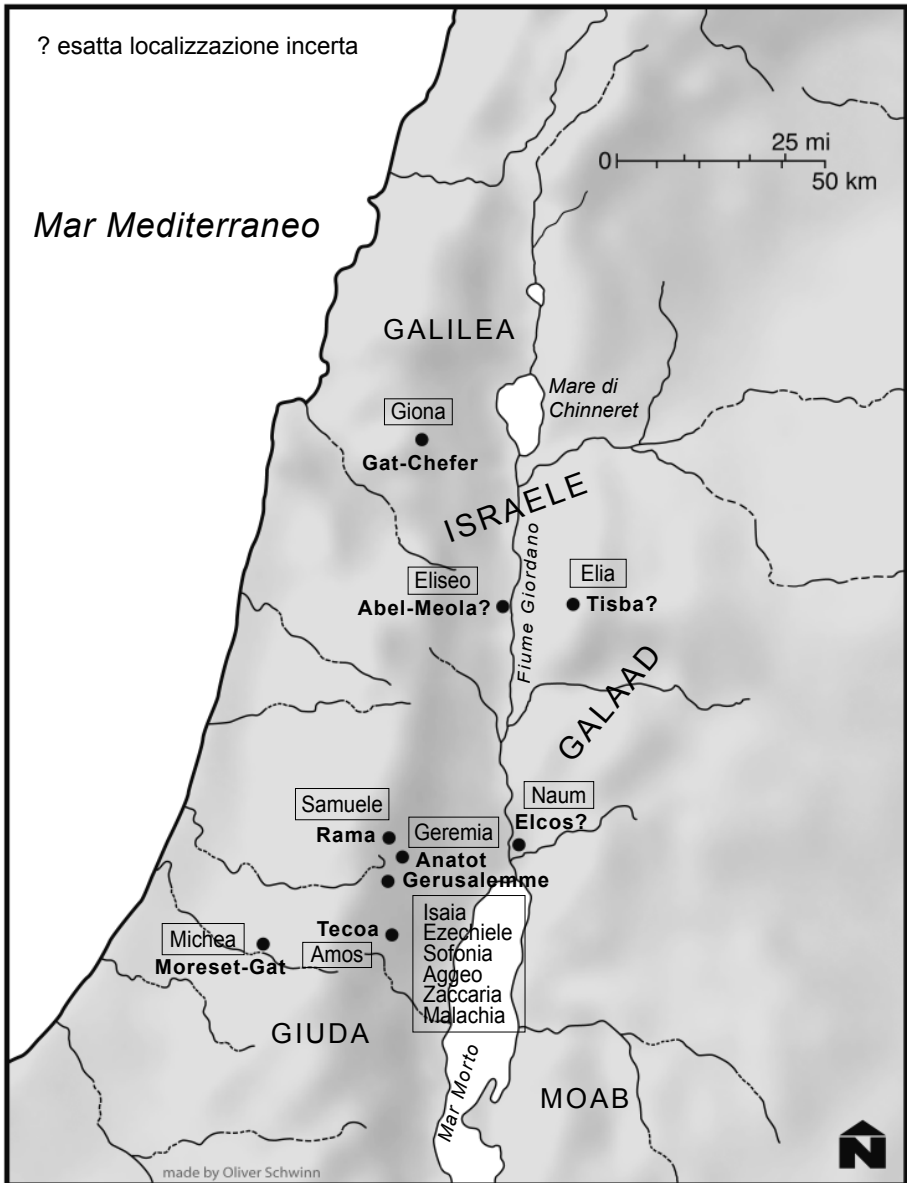 ? esatta localizzazione incerta
25 mi
0
50 km
Mar Mediterraneo
GALILEA
Mare di
Chinneret
Giona
Gat-Chefer
ISRAELE
Fiume Giordano
Eliseo
Abel-Meola?
Elia
Tisba?
GALAAD
Samuele
Rama
Naum
Elcos?
Geremia
Anatot
Gerusalemme
Isaia
Ezechiele
Sofonia
Aggeo
Zaccaria
Malachia
Tecoa
Amos
Michea
Moreset-Gat
GIUDA
Mar Morto
MOAB
N
made by Oliver Schwinn